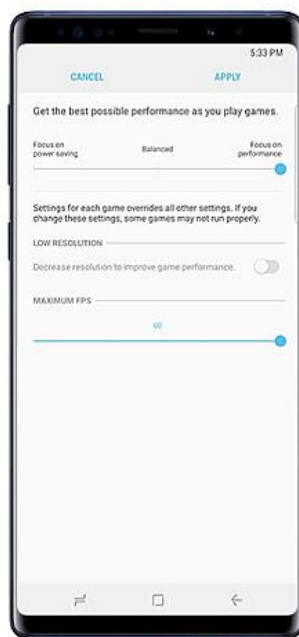 5:33 PM
CANCEL APPLY
Get the best possible performance as you play games.
Focus on power saving
Balanced
Focus on performance
Settings for each game overrides all other settings. If you
change these settings, some games may not run properly.
LOW RESOLUTION
Decrease resolution to improve game performance.
MAXIMUM FPS
60